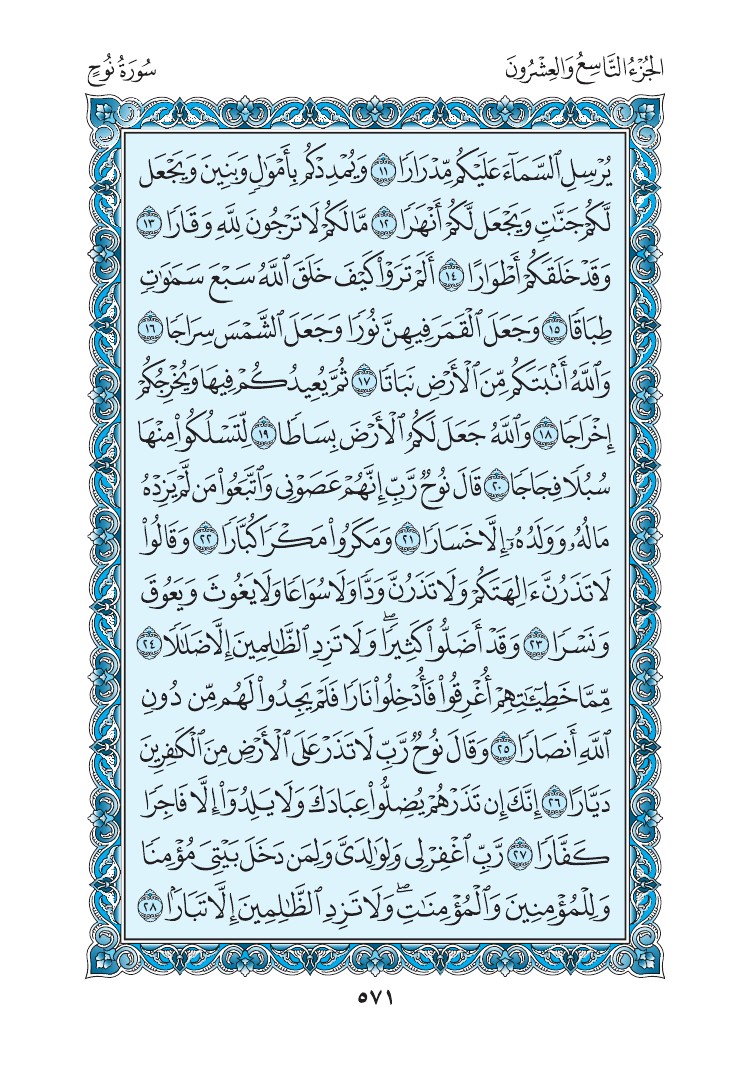 الجُزْءُ التَّاسِعُ وَالعِشْرُونَ
سُورَةُ نُوحٍ
يُرْسِلِ ٱلسَّمَآءَ عَلَيْكُم مِّدْرَارًا ١١ وَيُمْدِدْكُم بِأَمْوَٰلٖ وَبَنِينَ وَيَجْعَل
لَّكُمْ جَنَّٰتٖ وَيَجْعَل لَّكُمْ أَنْهَٰرًا ١٢ مَّا لَكُمْ لَا تَرْجُونَ لِلَّهِ وَقَارًا ١٣
وَقَدْ خَلَقَكُمْ أَطْوَارًا ١٤ أَلَمْ تَرَوْا۟ كَيْفَ خَلَقَ ٱللَّهُ سَبْعَ سَمَٰوَٰتٖ
طِبَاقًا ١٥ وَجَعَلَ ٱلْقَمَرَ فِيهِنَّ نُورًا وَجَعَلَ ٱلشَّمْسَ سِرَاجًا ١٦
وَٱللَّهُ أَنۢبَتَكُم مِّنَ ٱلْأَرْضِ نَبَاتًا ١٧ ثُمَّ يُعِيدُكُمْ فِيهَا وَيُخْرِجُكُمْ
إِخْرَاجًا ١٨ وَٱللَّهُ جَعَلَ لَكُمُ ٱلْأَرْضَ بِسَاطًا ١٩ لِّتَسْلُكُوا۟ مِنْهَا
سُبُلًا فِجَاجًا ٢٠ قَالَ نُوحٌ رَّبِّ إِنَّهُمْ عَصَوْنِى وَٱتَّبَعُوا۟ مَن لَّمْ يَزِدْهُ
مَالُهُۥ وَوَلَدُهُۥٓ إِلَّا خَسَارًا ٢١ وَمَكَرُوا۟ مَكْرًا كُبَّارًا ٢٢ وَقَالُوا۟
لَا تَذَرُنَّ ءَالِهَتَكُمْ وَلَا تَذَرُنَّ وَدًّا وَلَا سُوَاعًا وَلَا يَغُوثَ وَيَعُوقَ
وَنَسْرًا ٢٣ وَقَدْ أَضَلُّوا۟ كَثِيرًاۖ وَلَا تَزِدِ ٱلظَّٰلِمِينَ إِلَّا ضَلَٰلًا ٢٤
مِّمَّا خَطِيٓـَٰٔتِهِمْ أُغْرِقُوا۟ فَأُدْخِلُوا۟ نَارًا فَلَمْ يَجِدُوا۟ لَهُم مِّن دُونِ
ٱللَّهِ أَنصَارًا ٢٥ وَقَالَ نُوحٌ رَّبِّ لَا تَذَرْ عَلَى ٱلْأَرْضِ مِنَ ٱلْكَٰفِرِينَ
دَيَّارًا ٢٦ إِنَّكَ إِن تَذَرْهُمْ يُضِلُّوا۟ عِبَادَكَ وَلَا يَلِدُوٓا۟ إِلَّا فَاجِرًا
كَفَّارًا ٢٧ رَّبِّ ٱغْفِرْ لِى وَلِوَٰلِدَىَّ وَلِمَن دَخَلَ بَيْتِىَ مُؤْمِنًا
وَلِلْمُؤْمِنِينَ وَٱلْمُؤْمِنَٰتِۖ وَلَا تَزِدِ ٱلظَّٰلِمِينَ إِلَّا تَبَارًۢا ٢٨
٥٧١